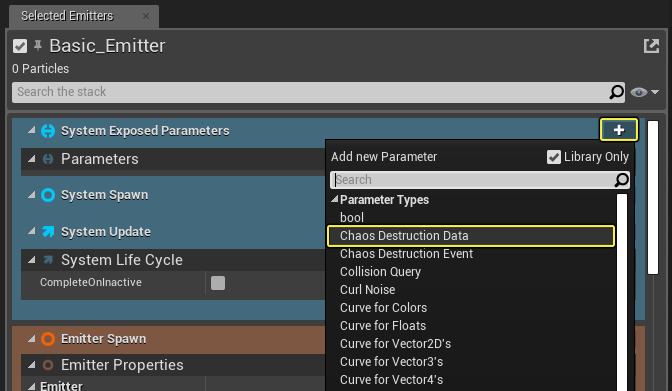 Selected Emitters
Basic_Emitter
0 Particles
Search the stack
System Exposed Parameters
Add new Parameter
Library Only
Parameters
Search
Parameter Types
System Spawn
bool
Chaos Destruction Data
System Update
Chaos Destruction Event
System Life Cycle
Collision Query
CompleteOnInactive
Curl Noise
Curve for Colors
Curve for Floats
Emitter Spawn
Curve for Vector2D's
Emitter Properties
Curve for Vector3's
Emitter
Curve for Vector4's